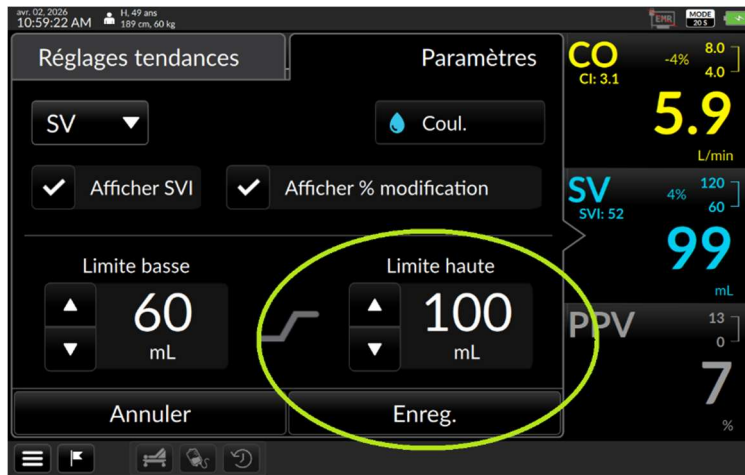 avr. 02, 2026
10:59:22 AM
H, 49 ans
189 cm, 60 kg
EMR
MODE
20 S
Réglages tendances
Paramètres
SV
Coul.
Afficher SVI
Afficher % modification
Limite basse
Limite haute
60
mL
100
mL
Annuler
Enreg.
CO
CI: 3.1
-4%
8.0
4.0
5.9
L/min
SV
SVI: 52
4%
120
60
99
mL
PPV
13
0
7
%